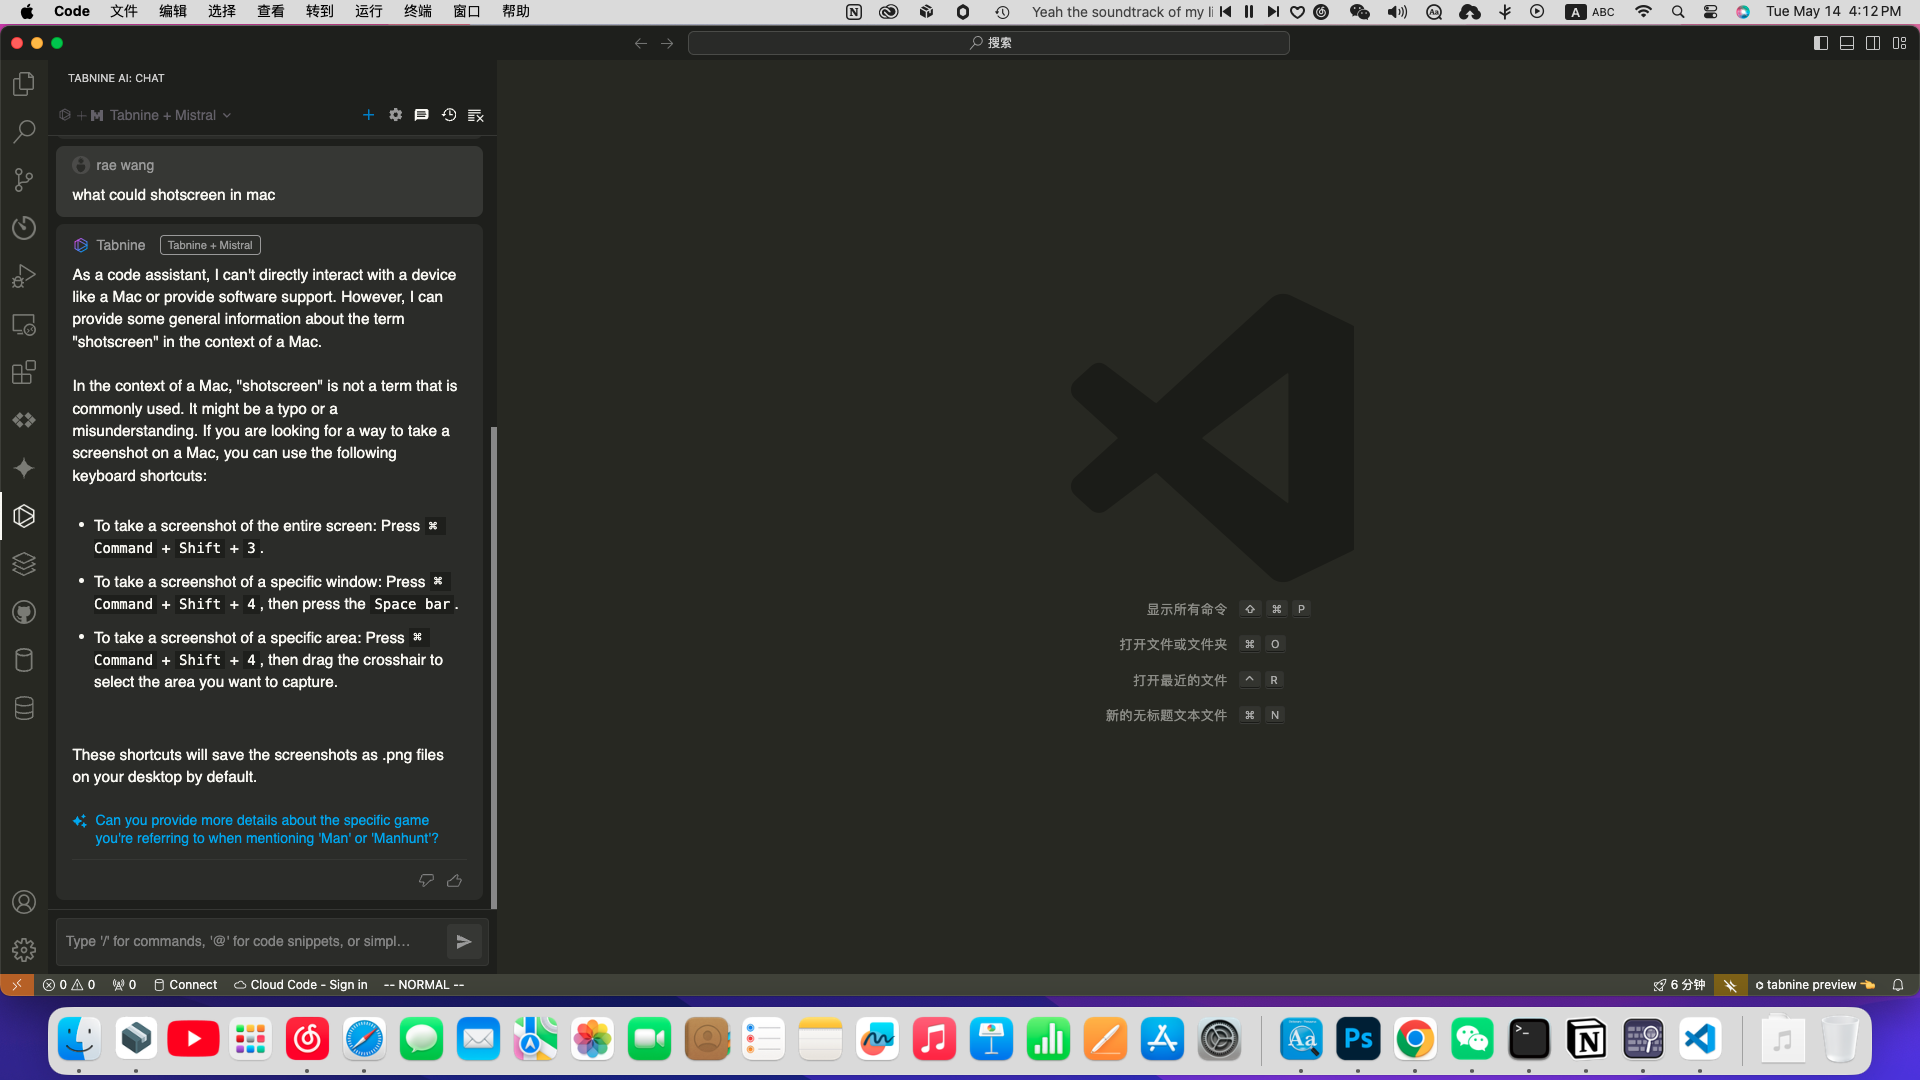 Code 文件 编辑 选择 查看 转到 运行 终端 窗口 帮助
Yeah the soundtrack of my li
A ABC
Tue May 14 4:12 PM
搜索
TABNINE AI: CHAT
+ Tabnine + Mistral
rae wang
what could shotscreen in mac
Tabnine Tabnine + Mistral
As a code assistant, I can't directly interact with a device
like a Mac or provide software support. However, I can
provide some general information about the term
"shotscreen" in the context of a Mac.
In the context of a Mac, "shotscreen" is not a term that is
commonly used. It might be a typo or a
misunderstanding. If you are looking for a way to take a
screenshot on a Mac, you can use the following
keyboard shortcuts:
• To take a screenshot of the entire screen: Press ⌘
Command + Shift + 3.
• To take a screenshot of a specific window: Press ⌘
Command + Shift + 4, then press the Space bar.
• To take a screenshot of a specific area: Press ⌘
Command + Shift + 4, then drag the crosshair to
select the area you want to capture.
These shortcuts will save the screenshots as .png files
on your desktop by default.
Can you provide more details about the specific game
you're referring to when mentioning 'Man' or 'Manhunt'?
Type '/' for commands, '@' for code snippets, or simpl...
显示所有命令 ⇧ ⌘ P
打开文件或文件夹 ⌘ O
打开最近的文件 ^ R
新的无标题文本文件 ⌘ N
0 0 0 Connect Cloud Code - Sign in -- NORMAL --
6 分钟 tabnine preview
Aa Ps N